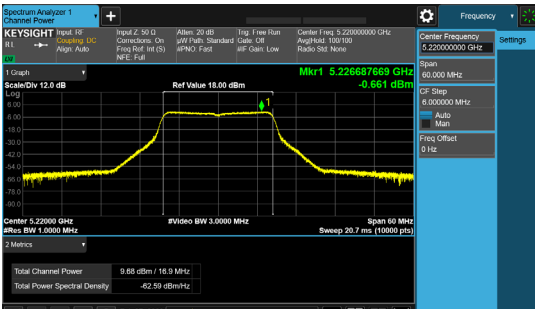 Spectrum Analyzer 1
Channel Power
Frequency
KEYSIGHT
RL
Input: RF
Coupling: DC
Align: Auto
Input Z: 50 Ω
Corrections: On
Freq Ref: Int (S)
NFE: Full
Atten: 20 dB
µW Path: Standard
#PNO: Fast
Trig: Free Run
Gate: Off
#IF Gain: Low
Center Freq: 5.220000000 GHz
Avg|Hold: 100/100
Radio Std: None
Center Frequency
5.220000000 GHz
Settings
Span
60.000 MHz
CF Step
6.000000 MHz
Auto
Man
Freq Offset
0 Hz
1 Graph
Mkr1 5.226687669 GHz
Scale/Div 12.0 dB
Ref Value 18.00 dBm
-0.661 dBm
Log
1
6.00
-6.00
-18.0
-30.0
-42.0
-54.0
-66.0
-78.0
-90.0
Center 5.22000 GHz
#Video BW 3.0000 MHz
Span 60 MHz
#Res BW 1.0000 MHz
Sweep 20.7 ms (10000 pts)
2 Metrics
Total Channel Power
9.68 dBm / 16.9 MHz
Total Power Spectral Density
-62.59 dBm/Hz